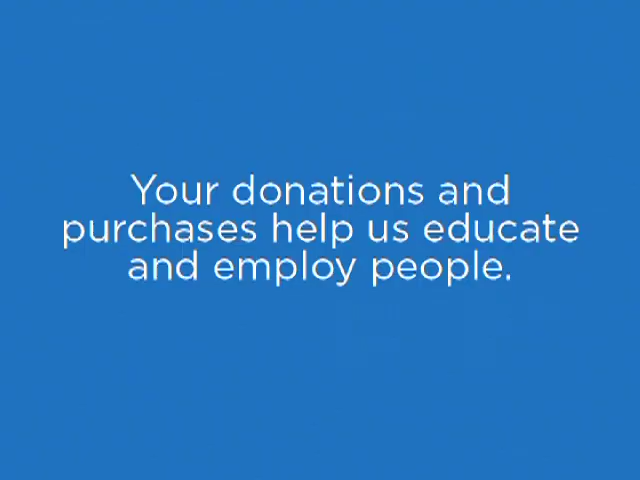 Your donations and
purchases help us educate
and employ people.